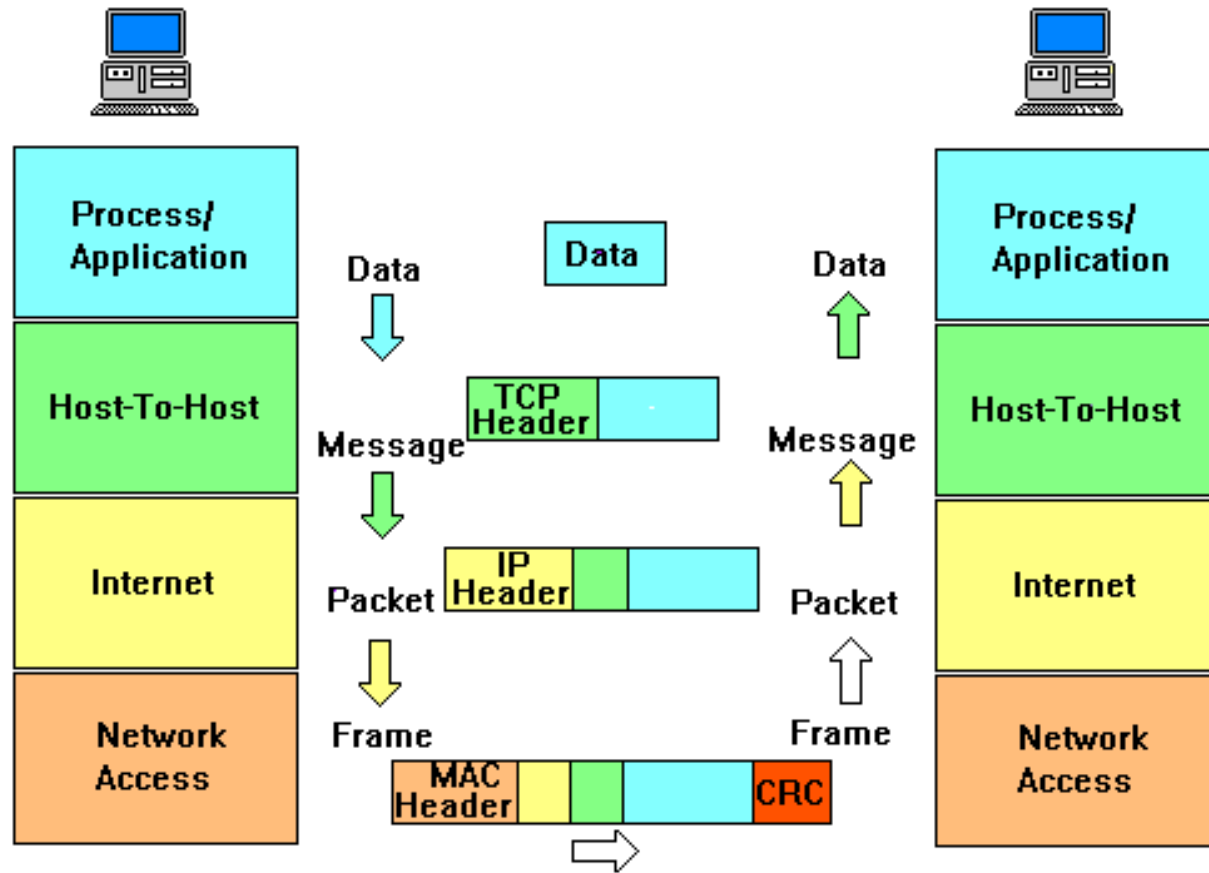 Process/
Application
Host-To-Host
Internet
Network
Access
Data
Message
Packet
Frame
Data
TCP
Header
IP
Header
MAC
Header
CRC
Data
Message
Packet
Frame
Process/
Application
Host-To-Host
Internet
Network
Access